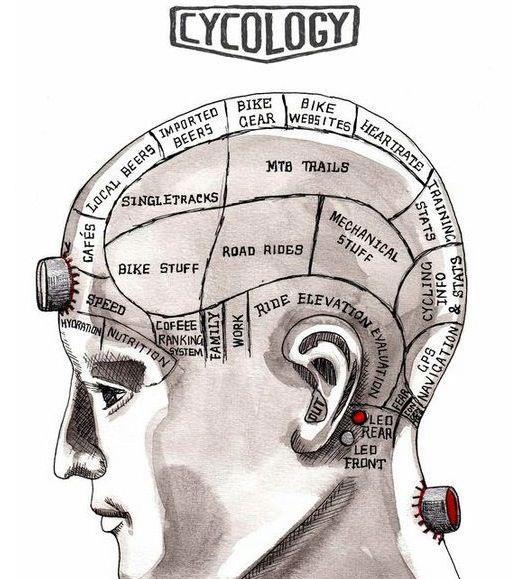 CYCOLOGY
LOCAL BEERS
IMPORTED
BEERS
BIKE
GEAR
BIKE
WEBSITES
HEARTRATE
TRAINING
STATS
CAFÉS
SINGLETRACKS
MTB TRAILS
BIKE STUFF
ROAD RIDES
MECHANICAL
STUFF
CYCLING
INFO
& STATS
SPEED
HYDRATION
NUTRITION
COFEEE
RANKING
SYSTEM
FAMILY
WORK
RIDE ELEVATION EVALUATION
GPS
NAVIGATION
FEAR
OUT
LED
REAR
LED
FRONT